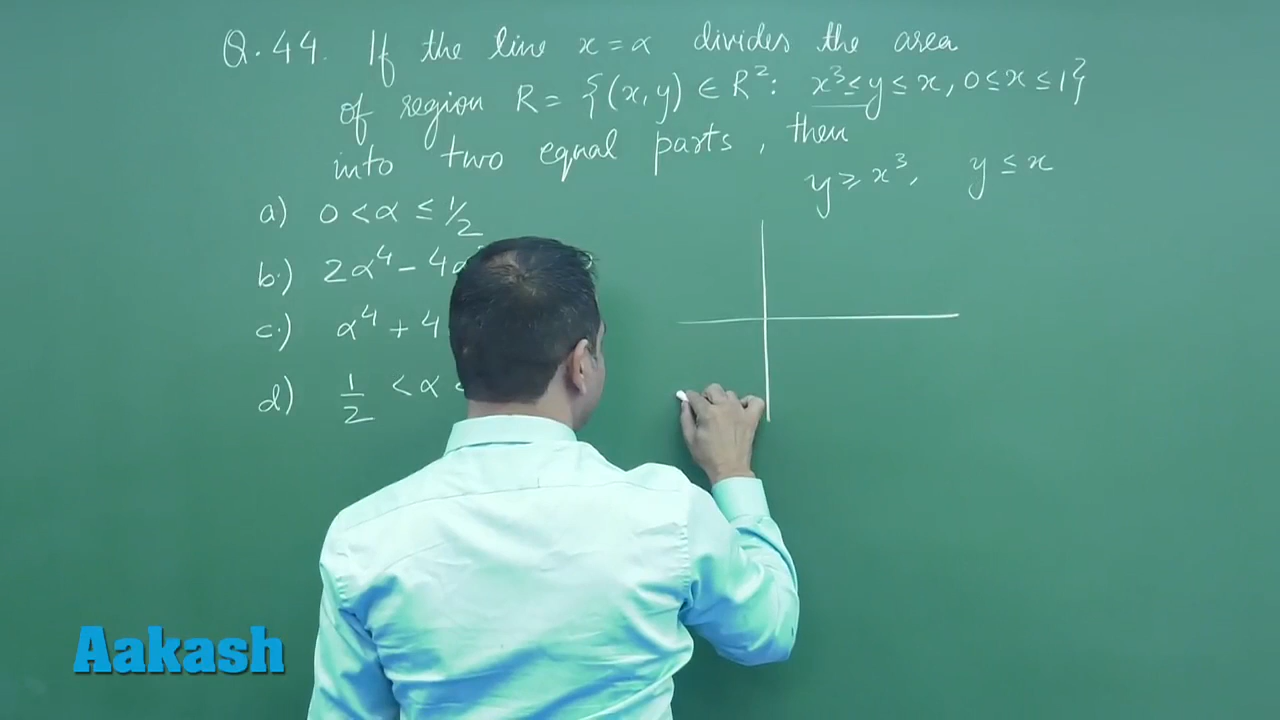 Q.44. If the line x = α divides the area
of region R = {(x,y) ∈ R²: x³ ≤ y ≤ x, 0 ≤ x ≤ 1}
into two equal parts, then
y ≥ x³, y ≤ x
a) 0 < α ≤ 1/2
b.) 2α⁴ - 4α
c.) α⁴ + 4
d) 1/2 < α <
Aakash